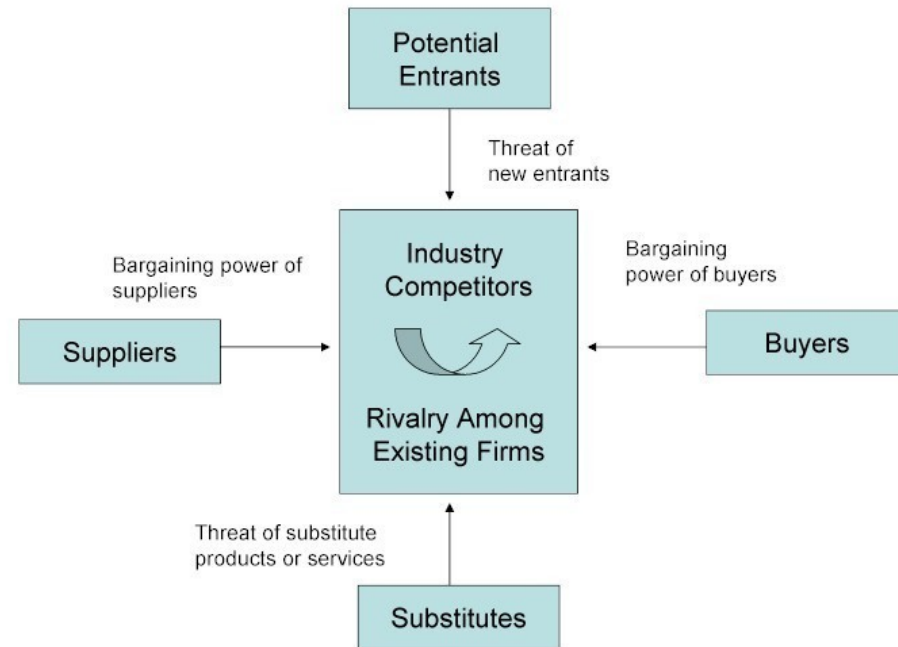 Potential
Entrants
Threat of
new entrants
Industry
Competitors
Bargaining power of
suppliers
Bargaining
power of buyers
Suppliers
Buyers
Rivalry Among
Existing Firms
Threat of substitute
products or services
Substitutes